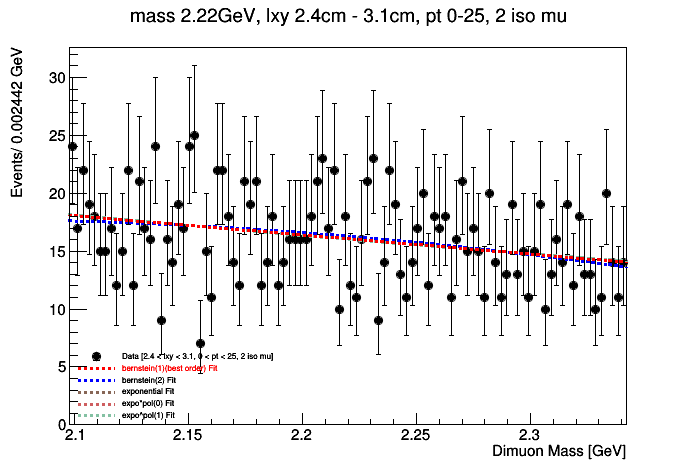 mass 2.22GeV, lxy 2.4cm - 3.1cm, pt 0-25, 2 iso mu
Events/ 0.002442 GeV
30
25
20
15
10
5
0
Data [2.4 < lxy < 3.1, 0 < pt < 25, 2 iso mu]
bernstein(1)(best order) Fit
bernstein(2) Fit
exponential Fit
expo*pol(0) Fit
expo*pol(1) Fit
2.1 2.15 2.2 2.25 2.3
Dimuon Mass [GeV]